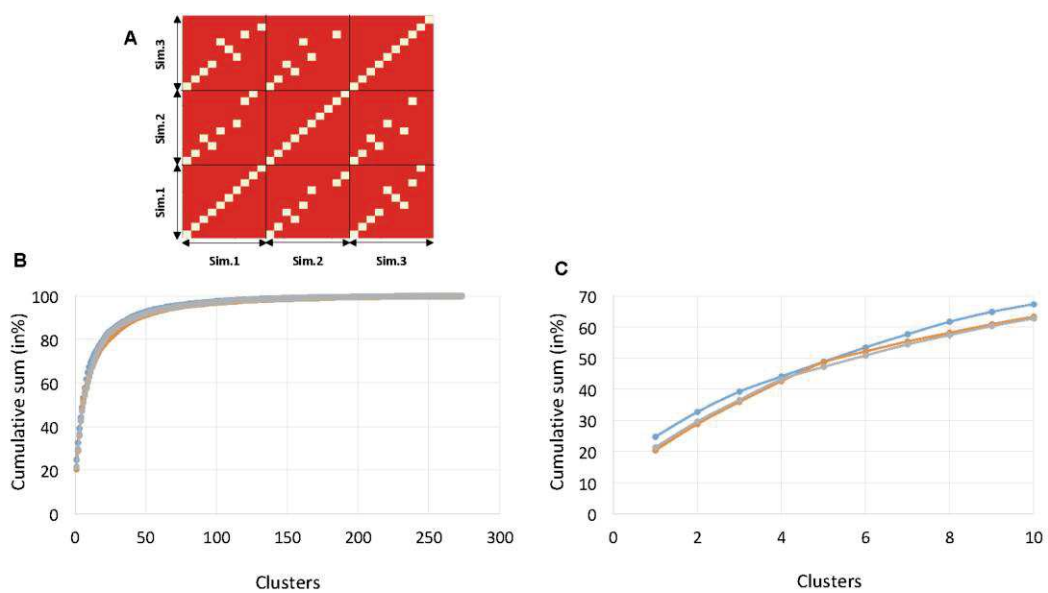 A
Sim.3
Sim.2
Sim.1
Sim.1 Sim.2 Sim.3
B
Cumulative sum (in%)
100
80
60
40
20
0
0 50 100 150 200 250 300
Clusters
C
Cumulative sum (in%)
70
60
50
40
30
20
10
0
0 2 4 6 8 10
Clusters